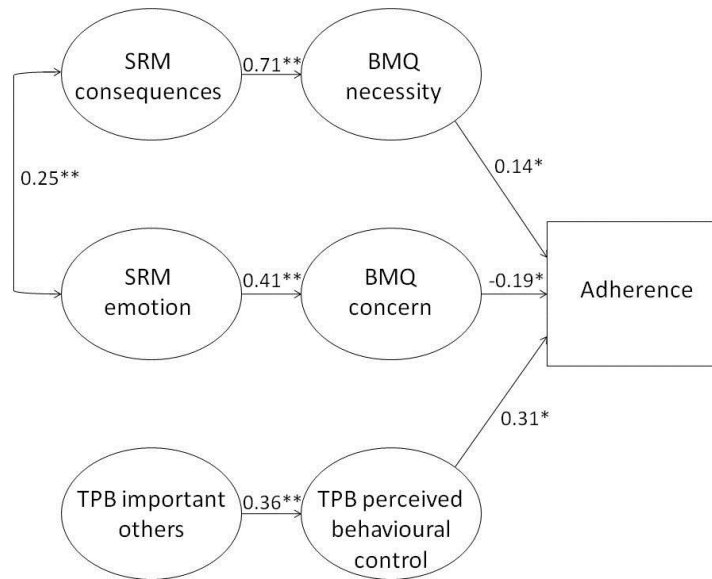 SRM
consequences
0.71**
BMQ
necessity
0.25**
0.14*
SRM
emotion
0.41**
BMQ
concern
-0.19*
Adherence
0.31*
TPB important
others
0.36**
TPB perceived
behavioural
control